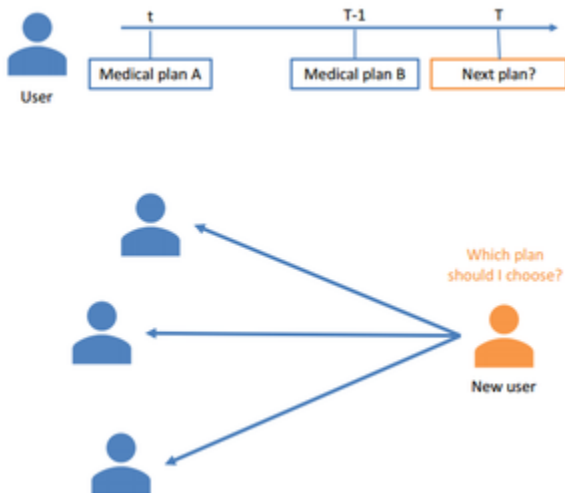 t
T-1
T
Medical plan A
Medical plan B
Next plan?
User
Which plan
should I choose?
New user